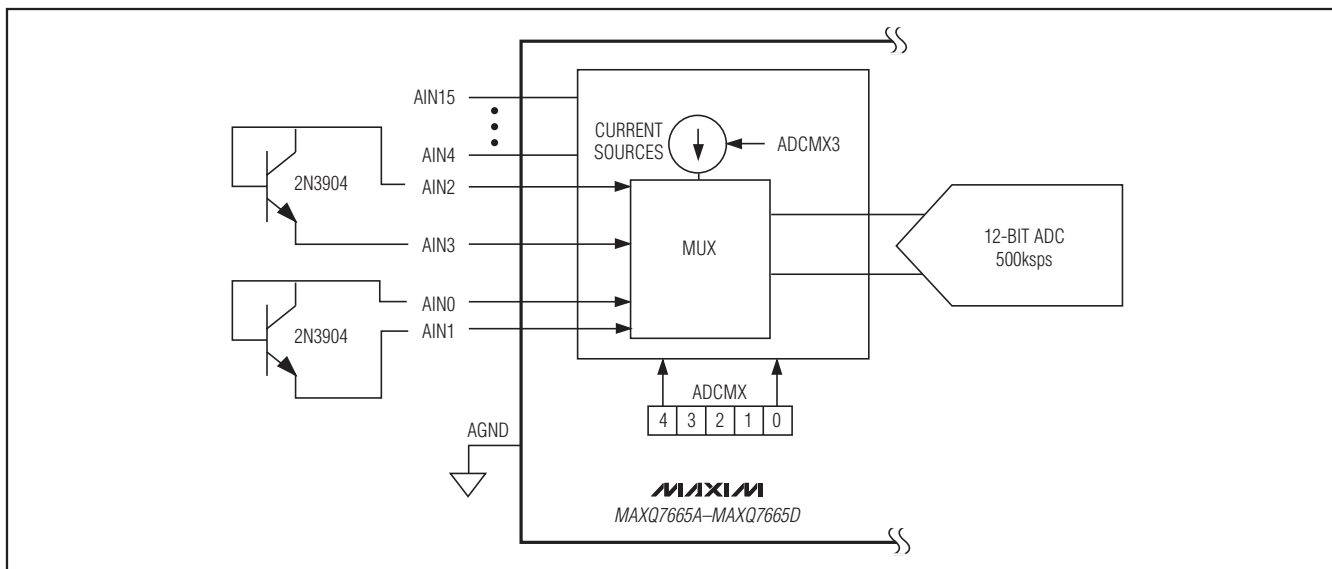 AIN15
CURRENT
SOURCES
ADCMX3
AIN4
2N3904
AIN2
AIN3
MUX
12-BIT ADC
500ksps
AIN0
2N3904
AIN1
ADCMX
4 3 2 1 0
AGND
MAXIM
MAXQ7665A–MAXQ7665D